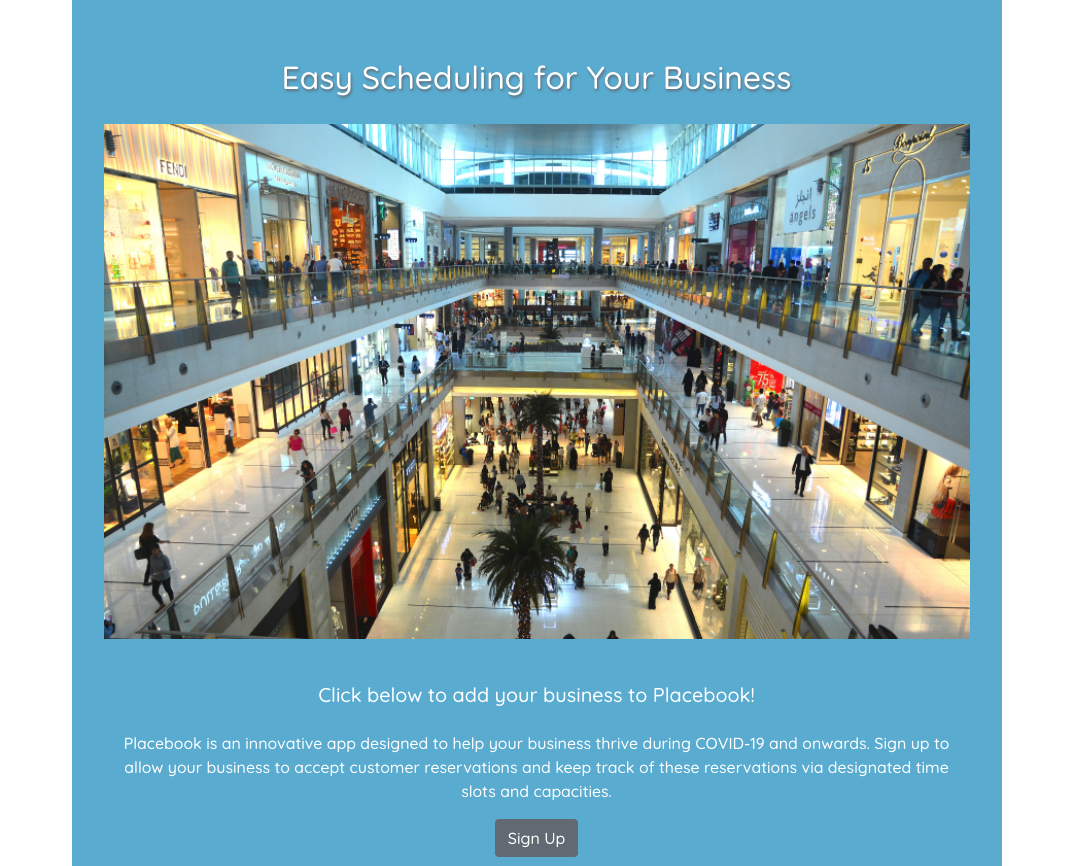 Easy Scheduling for Your Business
FENDI
انجلز
angels
75
Click below to add your business to Placebook!
Placebook is an innovative app designed to help your business thrive during COVID-19 and onwards. Sign up to
allow your business to accept customer reservations and keep track of these reservations via designated time
slots and capacities.
Sign Up